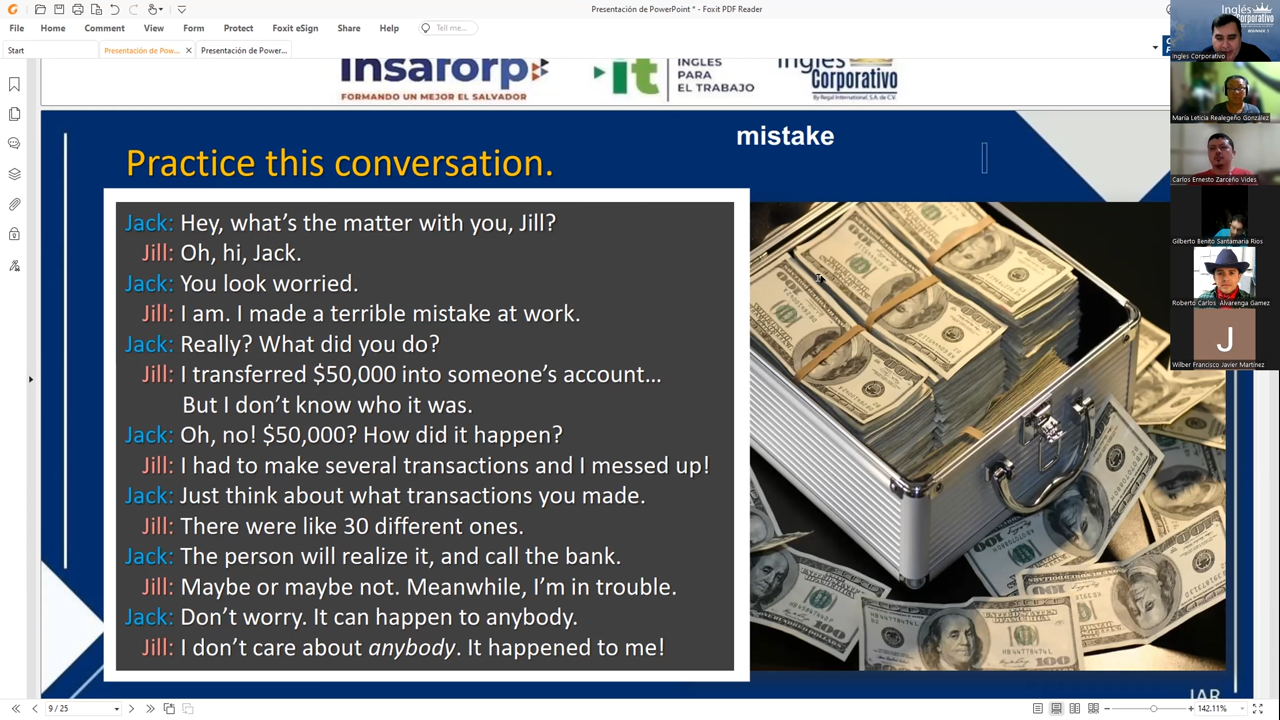 Presentación de PowerPoint * - Foxit PDF Reader
File Home Comment View Form Protect Foxit eSign Share Help Tell me...
Start Presentación de Pow... Presentación de Power...
Insaforp
FORMANDO UN MEJOR EL SALVADOR
it
INGLES
PARA
EL TRABAJO
Inglés
Corporativo
By Regal International, S.A. de C.V.
mistake
Practice this conversation.
Jack: Hey, what's the matter with you, Jill?
Jill: Oh, hi, Jack.
Jack: You look worried.
Jill: I am. I made a terrible mistake at work.
Jack: Really? What did you do?
Jill: I transferred $50,000 into someone's account...
But I don't know who it was.
Jack: Oh, no! $50,000? How did it happen?
Jill: I had to make several transactions and I messed up!
Jack: Just think about what transactions you made.
Jill: There were like 30 different ones.
Jack: The person will realize it, and call the bank.
Jill: Maybe or maybe not. Meanwhile, I'm in trouble.
Jack: Don't worry. It can happen to anybody.
Jill: I don't care about anybody. It happened to me!
JAR
Inglés
Corporativo
Ingles Corporativo
María Leticia Realegeño González
Carlos Ernesto Zarceño Vides
Gilberto Benito Santamaria Rios
Roberto Carlos Alvarenga Gamez
J
Wilber Francisco Javier Martínez
9 / 25
142.11%